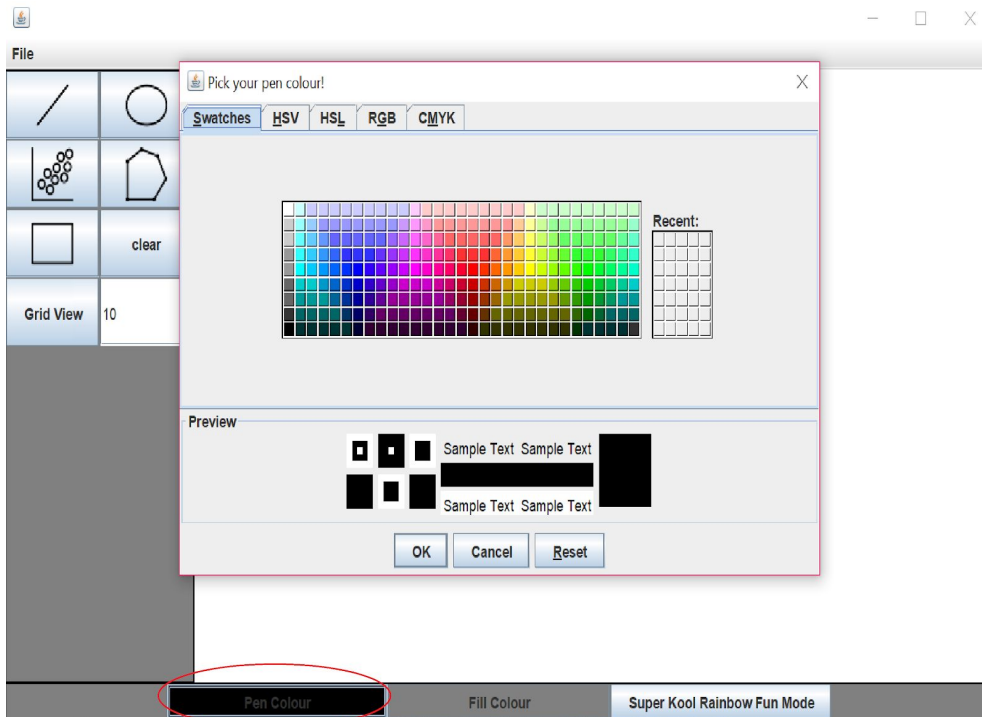 File
Pick your pen colour!
Swatches HSV HSL RGB CMYK
Recent:
clear
Grid View 10
Preview
Sample Text Sample Text
Sample Text Sample Text
OK Cancel Reset
Pen Colour Fill Colour Super Kool Rainbow Fun Mode